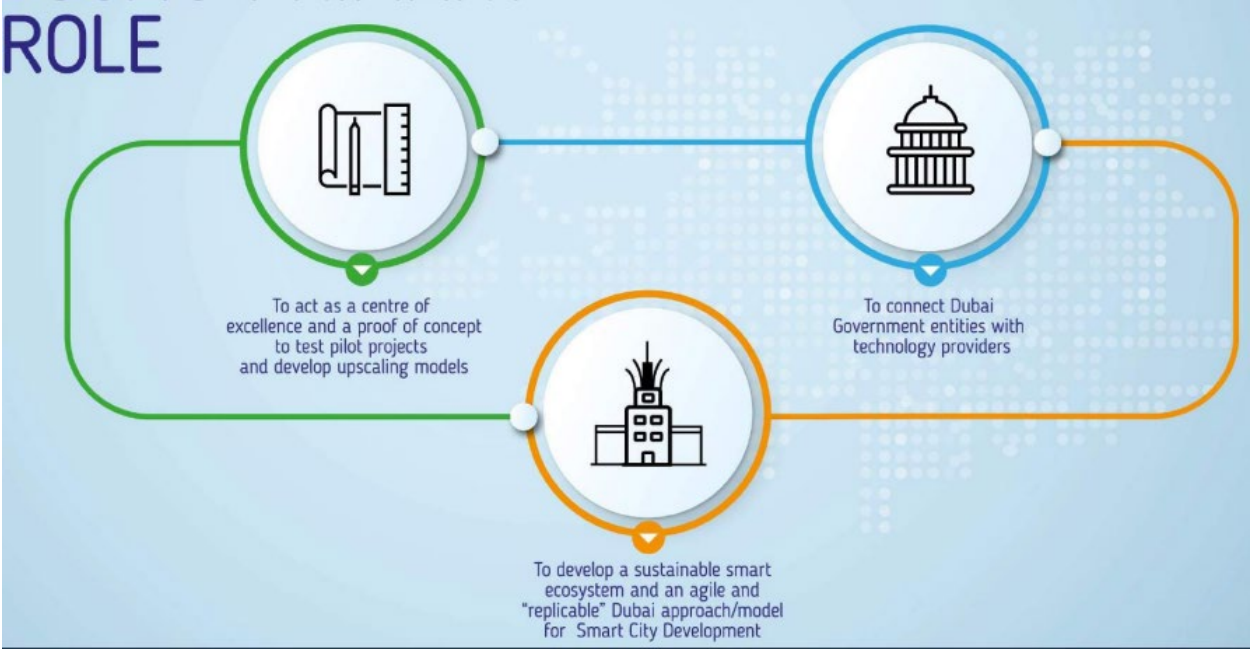 ROLE
To act as a centre of
excellence and a proof of concept
to test pilot projects
and develop upscaling models
To connect Dubai
Government entities with
technology providers
To develop a sustainable smart
ecosystem and an agile and
"replicable" Dubai approach/model
for Smart City Development